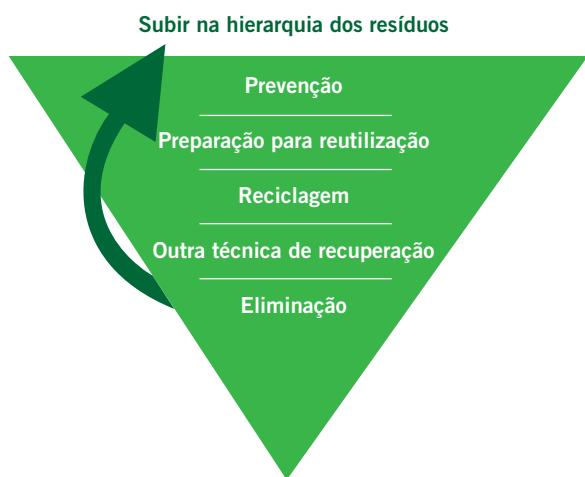 Subir na hierarquia dos resíduos
Prevenção
Preparação para reutilização
Reciclagem
Outra técnica de recuperação
Eliminação